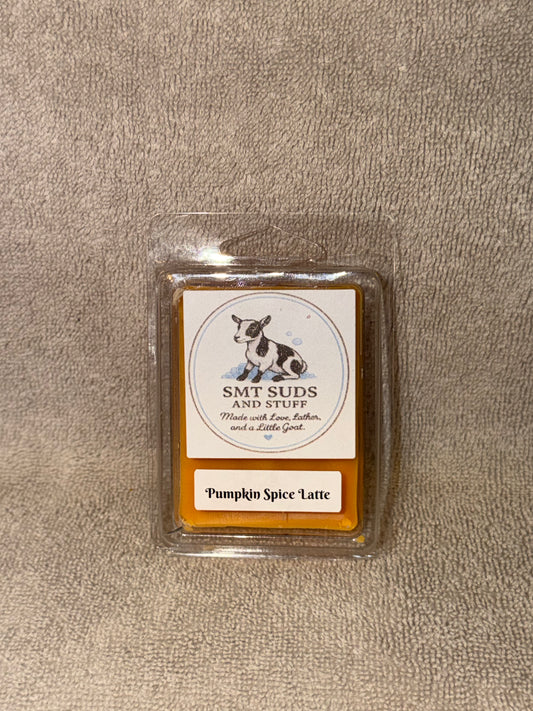 SMT SUDS
AND STUFF
Made with Love, Lather,
and a Little Goat.
Pumpkin Spice Latte